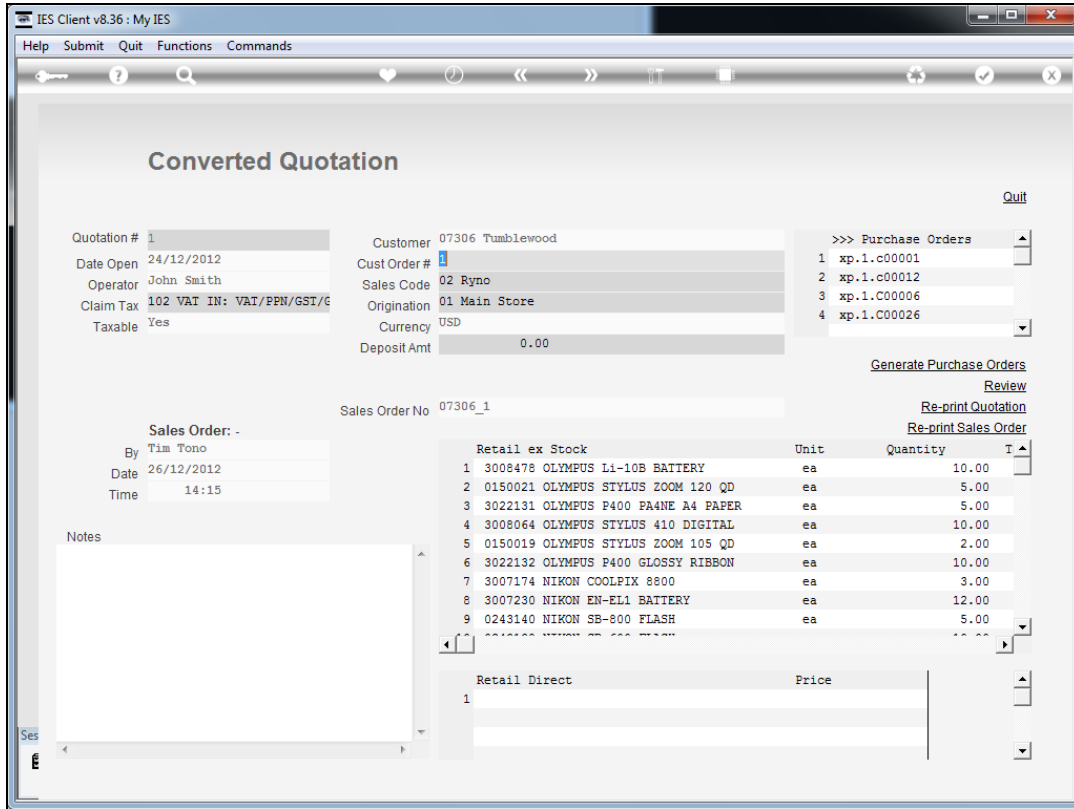 IES Client v8.36 : My IES
Help Submit Quit Functions Commands
Converted Quotation
Quit
Quotation # 1
Date Open 24/12/2012
Operator John Smith
Claim Tax 102 VAT IN: VAT/PPN/GST/G
Taxable Yes
Customer 07306 Tumblewood
Cust Order # 1
Sales Code 02 Ryno
Origination 01 Main Store
Currency USD
Deposit Amt 0.00
>>> Purchase Orders
1 xp.1.c00001
2 xp.1.c00012
3 xp.1.C00006
4 xp.1.C00026
Generate Purchase Orders
Review
Re-print Quotation
Re-print Sales Order
Sales Order No 07306_1
Sales Order: -
By Tim Tono
Date 26/12/2012
Time 14:15
Notes
Retail ex Stock Unit Quantity T
1 3008478 OLYMPUS Li-10B BATTERY ea 10.00
2 0150021 OLYMPUS STYLUS ZOOM 120 QD ea 5.00
3 3022131 OLYMPUS P400 PA4NE A4 PAPER ea 5.00
4 3008064 OLYMPUS STYLUS 410 DIGITAL ea 10.00
5 0150019 OLYMPUS STYLUS ZOOM 105 QD ea 2.00
6 3022132 OLYMPUS P400 GLOSSY RIBBON ea 10.00
7 3007174 NIKON COOLPIX 8800 ea 3.00
8 3007230 NIKON EN-EL1 BATTERY ea 12.00
9 0243140 NIKON SB-800 FLASH ea 5.00
Retail Direct Price
1
Ses